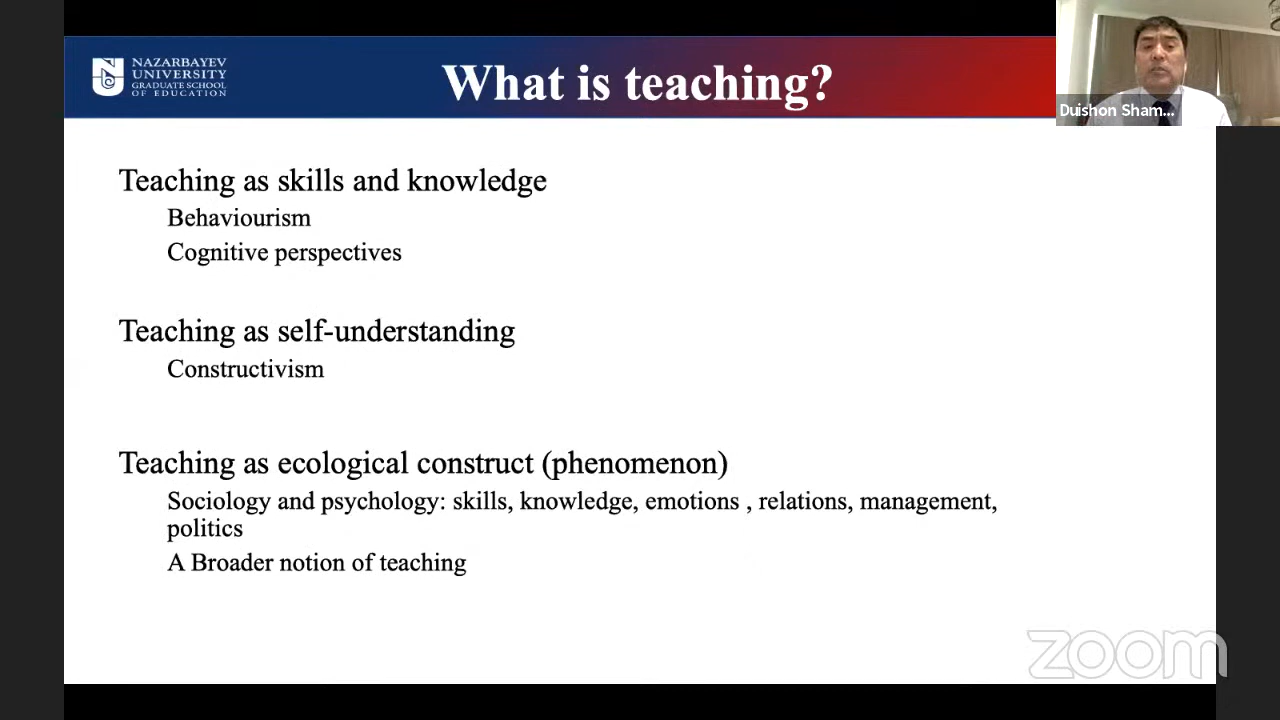 NAZARBAYEV
UNIVERSITY
GRADUATE SCHOOL
OF EDUCATION
What is teaching?
Duishon Sham...
Teaching as skills and knowledge
Behaviourism
Cognitive perspectives
Teaching as self-understanding
Constructivism
Teaching as ecological construct (phenomenon)
Sociology and psychology: skills, knowledge, emotions , relations, management,
politics
A Broader notion of teaching
zoom